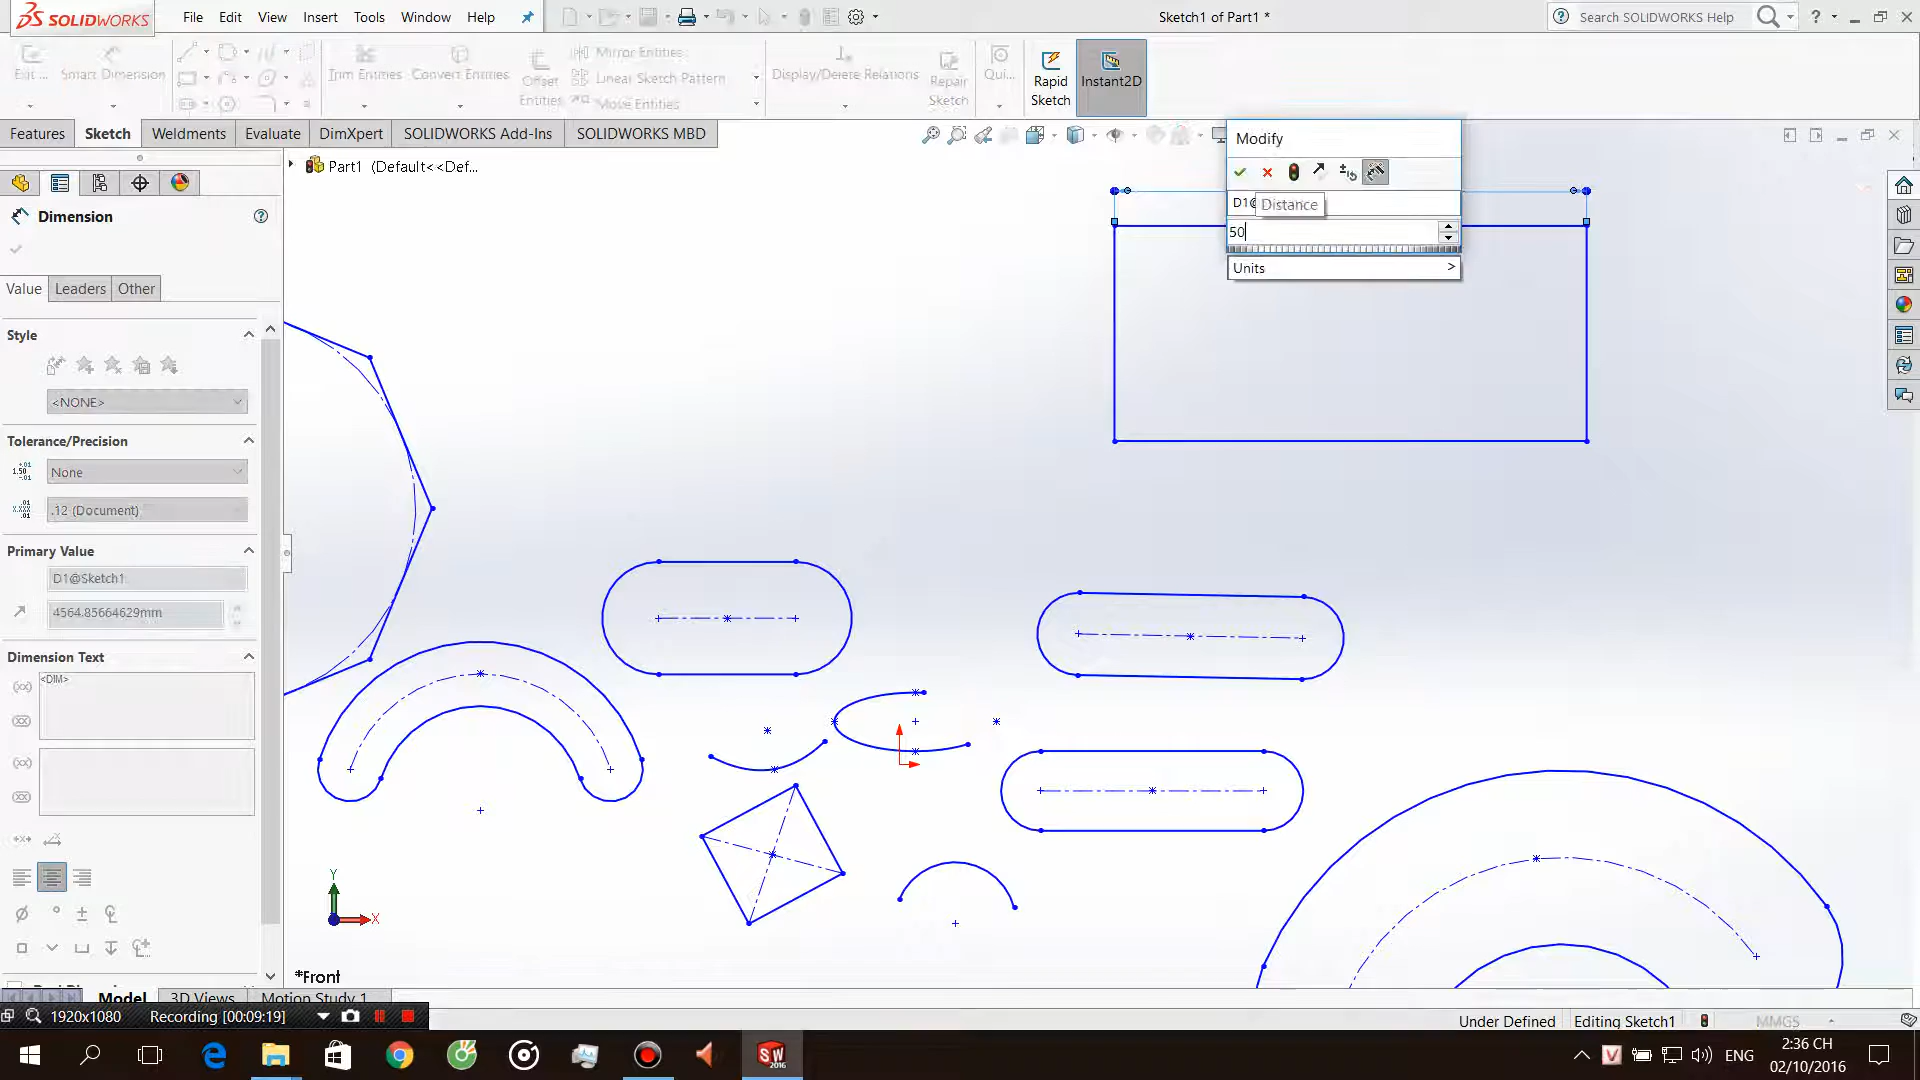 SOLIDWORKS File Edit View Insert Tools Window Help Sketch1 of Part1 * Search SOLIDWORKS Help
Exit ... Smart Dimension Trim Entities Convert Entities Offset Entities Mirror Entities
Linear Sketch Pattern
Move Entities
Display/Delete Relations Repair Sketch Qui... Rapid Sketch Instant2D
Features Sketch Weldments Evaluate DimXpert SOLIDWORKS Add-Ins SOLIDWORKS MBD
Modify
Part1 (Default<<Def...
D1@ Distance
50
Units >
Dimension
Value Leaders Other
Style
<NONE>
Tolerance/Precision
None
.12 (Document)
Primary Value
D1@Sketch1
4564.85664629mm
Dimension Text
<DIM>
Y
X
*Front
Model 3D Views Motion Study 1
1920x1080 Recording [00:09:19]
Under Defined Editing Sketch1 MMGS
ENG
2:36 CH
02/10/2016
SW
2016